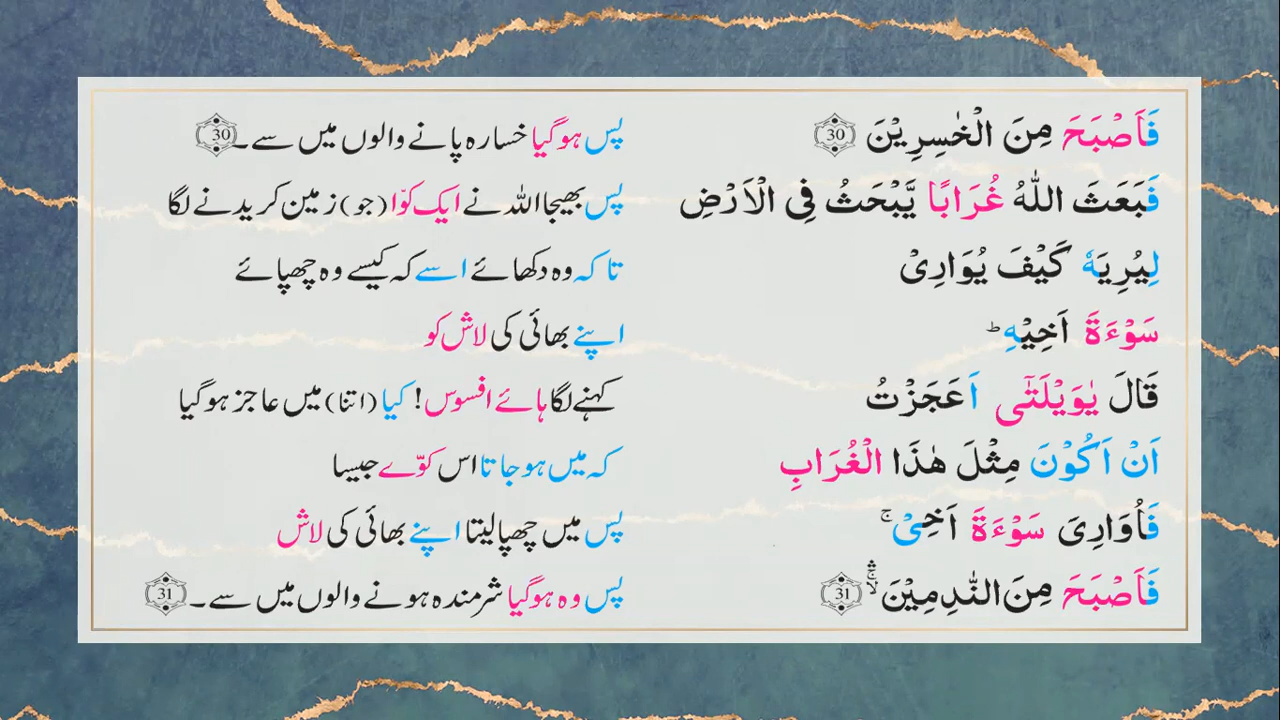 فَاَصْبَحَ مِنَ الْخٰسِرِيْنَ 30 پس ہوگیا خسارہ پانے والوں میں سے۔ 30
فَبَعَثَ اللّٰهُ غُرَابًا يَّبْحَثُ فِى الْاَرْضِ پس بھیجا اللہ نے ایک کوّا (جو) زمین کریدنے لگا
لِيُرِيَهٗ كَيْفَ يُوَارِىْ تاکہ وہ دکھائے اسے کہ کیسے وہ چھپائے
سَوْءَةَ اَخِيْهِ ؕ اپنے بھائی کی لاش کو
قَالَ يٰوَيْلَتٰٓى اَعَجَزْتُ کہنے لگا ہائے افسوس! کیا (اتنا) میں عاجز ہوگیا
اَنْ اَكُوْنَ مِثْلَ هٰذَا الْغُرَابِ کہ میں ہوجاتا اس کوّے جیسا
فَاُوَارِىَ سَوْءَةَ اَخِىْ ۚ پس میں چھپالیتا اپنے بھائی کی لاش
فَاَصْبَحَ مِنَ النّٰدِمِيْنَ 31 پس وہ ہوگیا شرمندہ ہونے والوں میں سے۔ 31